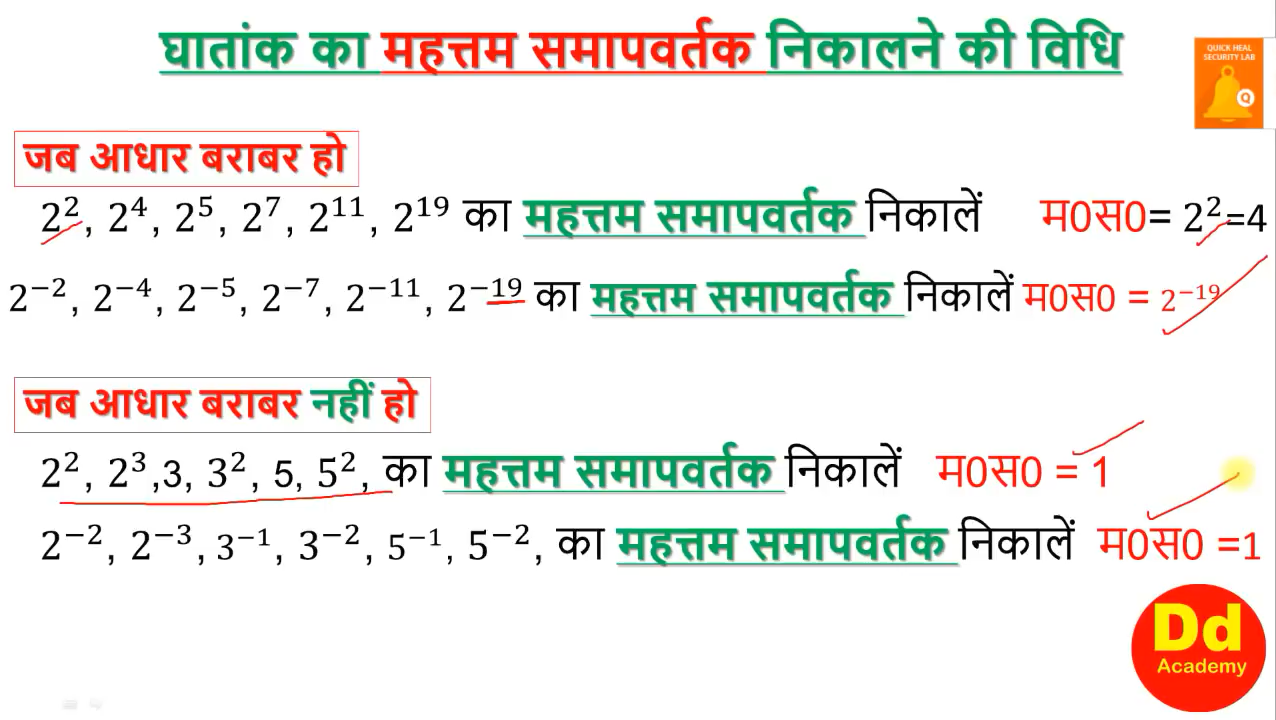 घातांक का महत्तम समापवर्तक निकालने की विधि
QUICK HEAL
SECURITY LAB
जब आधार बराबर हो
2², 2⁴, 2⁵, 2⁷, 2¹¹, 2¹⁹ का महत्तम समापवर्तक निकालें म0स0= 2²=4
2⁻², 2⁻⁴, 2⁻⁵, 2⁻⁷, 2⁻¹¹, 2⁻¹⁹ का महत्तम समापवर्तक निकालें म0स0 = 2⁻¹⁹
जब आधार बराबर नहीं हो
2², 2³,3, 3², 5, 5², का महत्तम समापवर्तक निकालें म0स0 = 1
2⁻², 2⁻³, 3⁻¹, 3⁻², 5⁻¹, 5⁻², का महत्तम समापवर्तक निकालें म0स0 =1
Dd
Academy